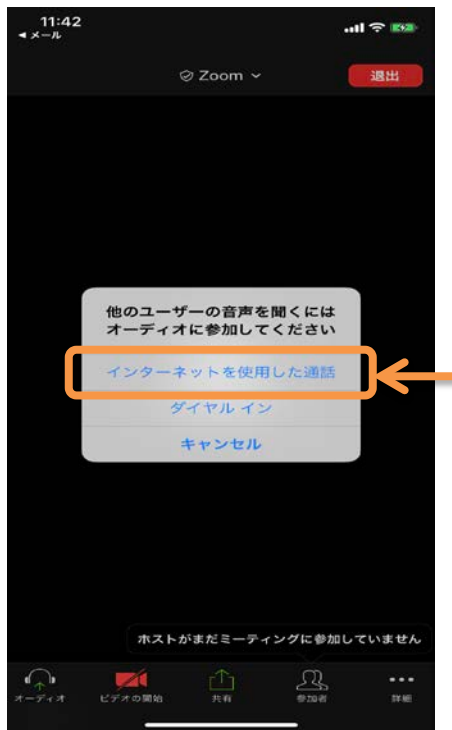 11:42
◀ メール
Zoom
退出
他のユーザーの音声を聞くには
オーディオに参加してください
インターネットを使用した通話
ダイヤル イン
キャンセル
ホストがまだミーティングに参加していません
オーディオ
ビデオの開始
共有
参加者
詳細